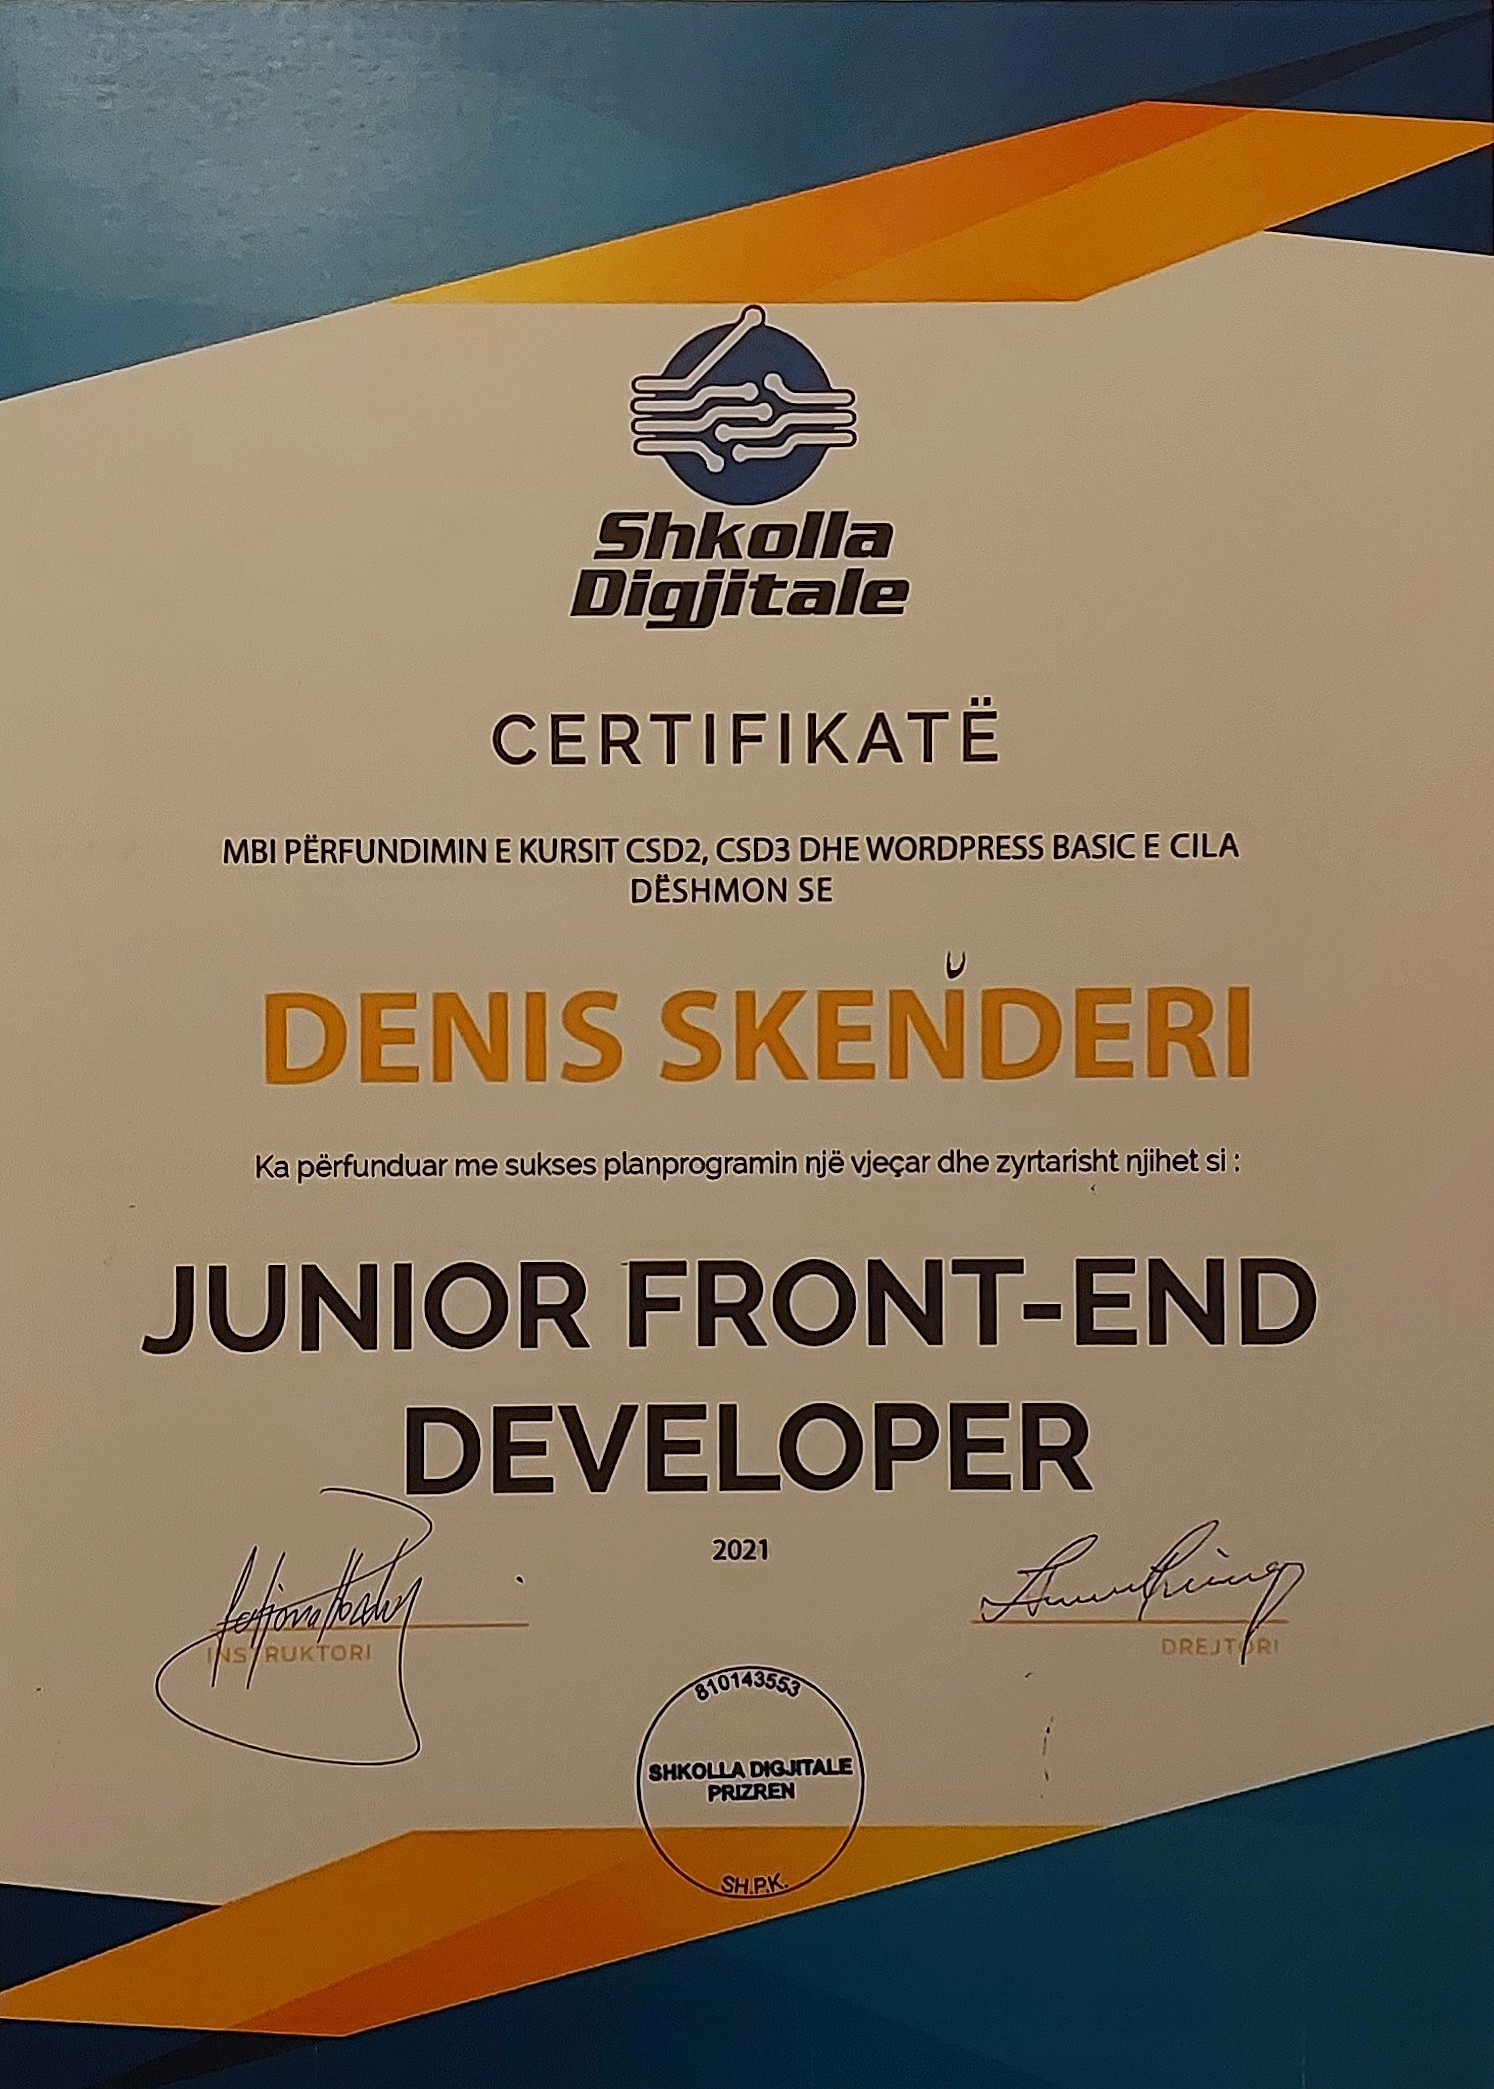 Shkolla
Digjitale
CERTIFIKATË
MBI PËRFUNDIMIN E KURSIT CSD2, CSD3 DHE WORDPRESS BASIC E CILA
DËSHMON SE
DENIS SKENDERI
Ka përfunduar me sukses planprogramin një vjeçar dhe zyrtarisht njihet si :
JUNIOR FRONT-END
DEVELOPER
2021
INSTRUKTORI
DREJTORI
810143553
SHKOLLA DIGJITALE
PRIZREN
SH.P.K.